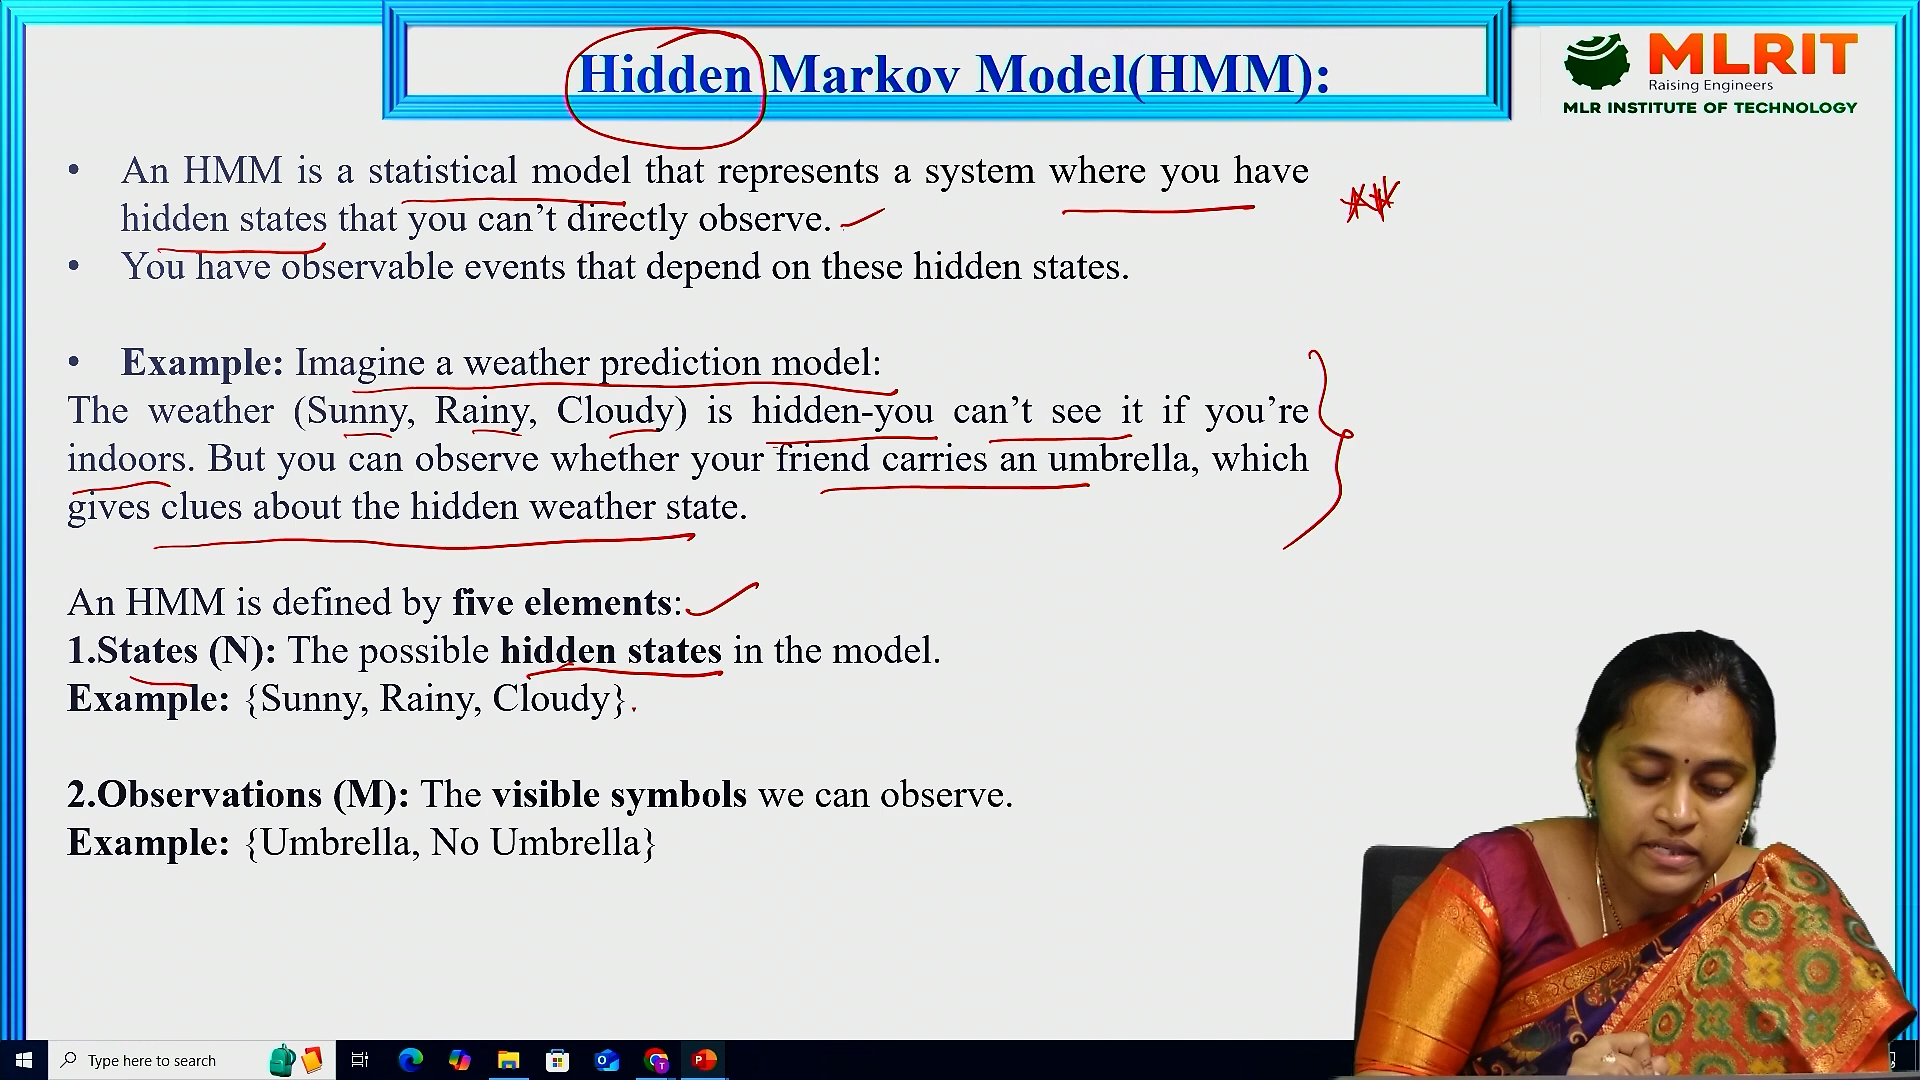 Hidden Markov Model(HMM):
MLRIT
Raising Engineers
MLR INSTITUTE OF TECHNOLOGY
• An HMM is a statistical model that represents a system where you have
hidden states that you can’t directly observe.
• You have observable events that depend on these hidden states.
• Example: Imagine a weather prediction model:
The weather (Sunny, Rainy, Cloudy) is hidden-you can’t see it if you’re
indoors. But you can observe whether your friend carries an umbrella, which
gives clues about the hidden weather state.
An HMM is defined by five elements:
1.States (N): The possible hidden states in the model.
Example: {Sunny, Rainy, Cloudy}.
2.Observations (M): The visible symbols we can observe.
Example: {Umbrella, No Umbrella}
Type here to search